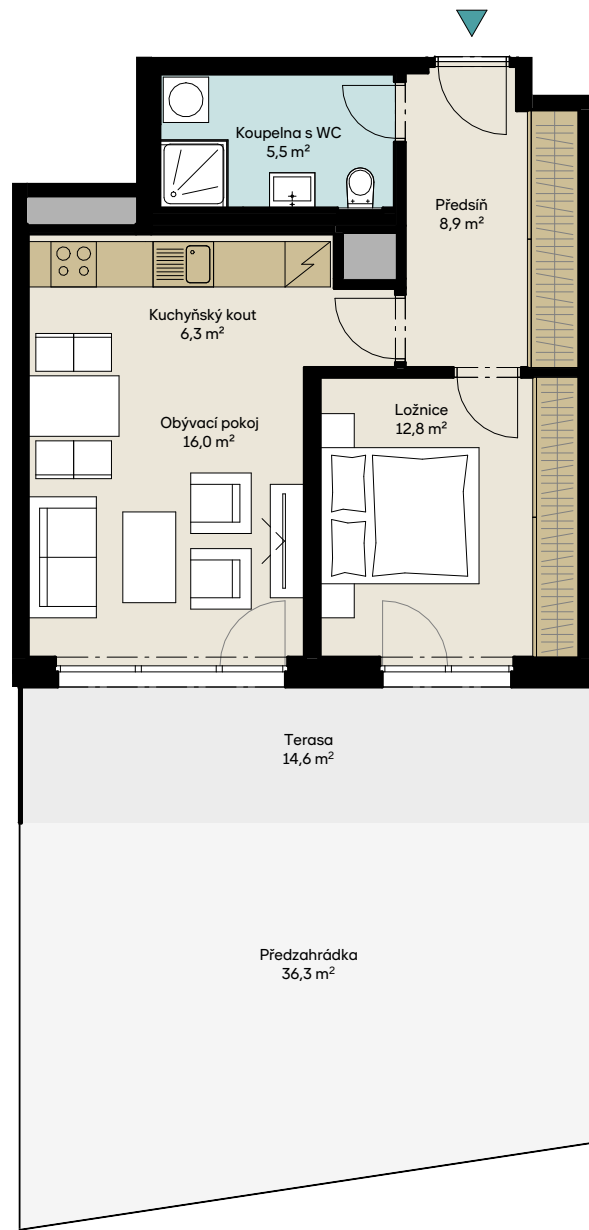 Koupelna s WC
5,5 m²
Předsíň
8,9 m²
Kuchyňský kout
6,3 m²
Obývací pokoj
16,0 m²
Ložnice
12,8 m²
Terasa
14,6 m²
Předzahrádka
36,3 m²